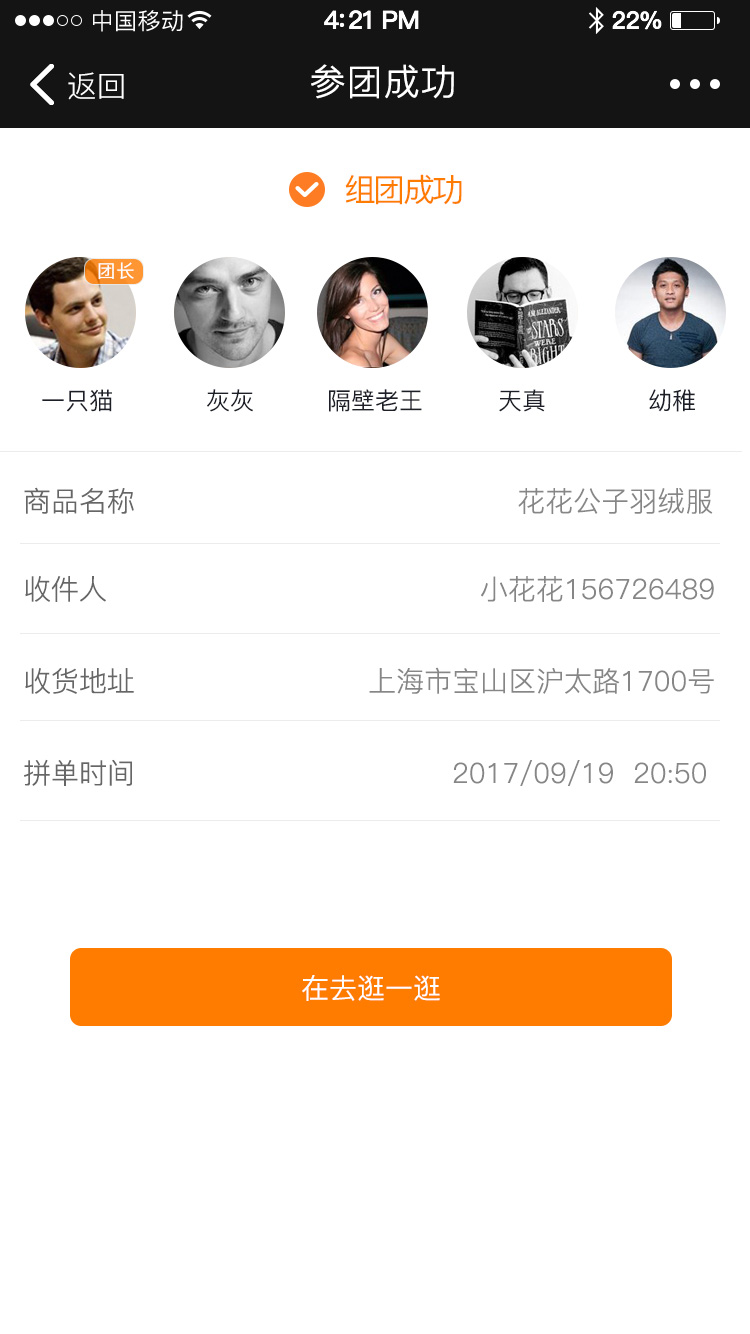 中国移动 4:21 PM 22%
返回 参团成功
组团成功
团长
一只猫 灰灰 隔壁老王 天真 幼稚
商品名称 花花公子羽绒服
收件人 小花花156726489
收货地址 上海市宝山区沪太路1700号
拼单时间 2017/09/19 20:50
在去逛一逛
STARS
WERE
RIGHT